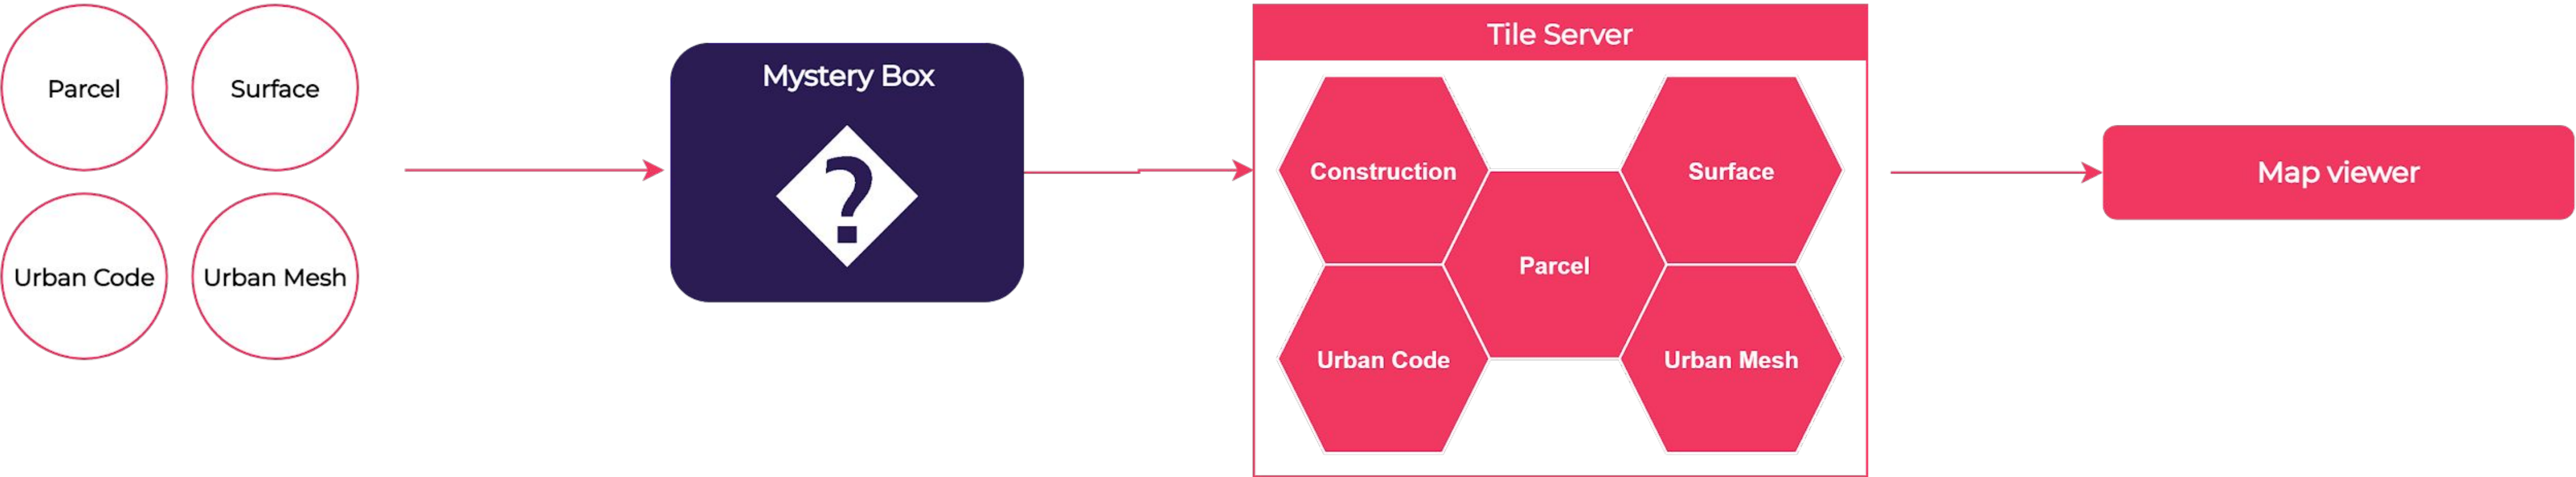 Parcel
Surface
Urban Code
Urban Mesh
Mystery Box
?
Tile Server
Construction
Surface
Parcel
Urban Code
Urban Mesh
Map viewer